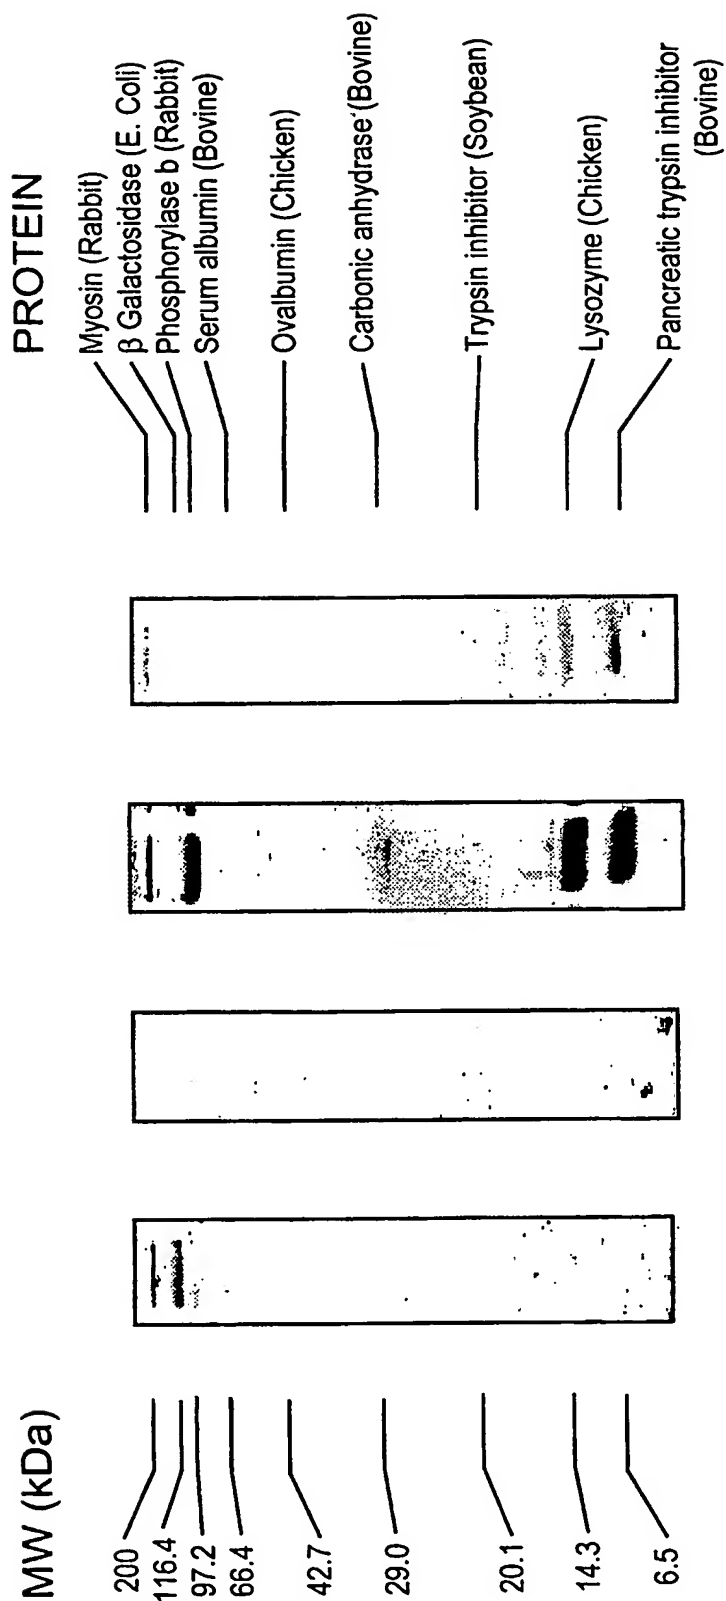 MW (kDa)
200
116.4
97.2
66.4
42.7
29.0
20.1
14.3
6.5
PROTEIN
Myosin (Rabbit)
β Galactosidase (E. Coli)
Phosphorylase b (Rabbit)
Serum albumin (Bovine)
Ovalbumin (Chicken)
Carbonic anhydrase (Bovine)
Trypsin inhibitor (Soybean)
Lysozyme (Chicken)
Pancreatic trypsin inhibitor
(Bovine)